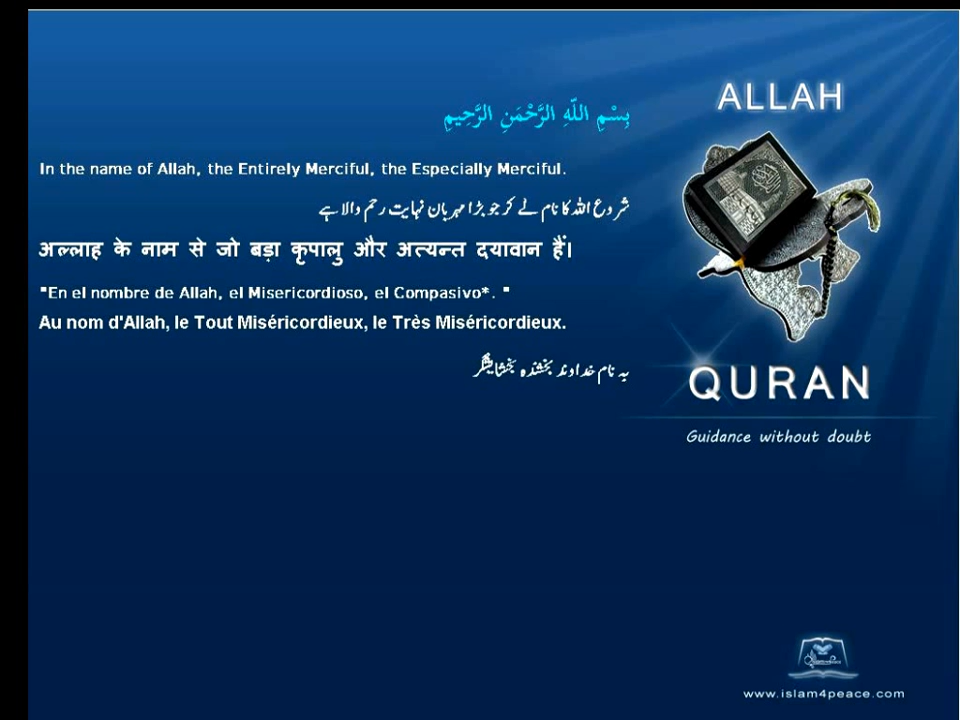 بِسْمِ اللّهِ الرَّحْمَنِ الرَّحِيمِ
In the name of Allah, the Entirely Merciful, the Especially Merciful.
شروع الله کا نام لے کر جو بڑا مہربان نہایت رحم والا ہے
अल्लाह के नाम से जो बड़ा कृपालु और अत्यन्त दयावान हैं।
"En el nombre de Allah, el Misericordioso, el Compasivo*. "
Au nom d'Allah, le Tout Miséricordieux, le Très Miséricordieux.
به نام خداوند بخشنده بخشایشگر
ALLAH
QURAN
Guidance without doubt
www.islam4peace.com